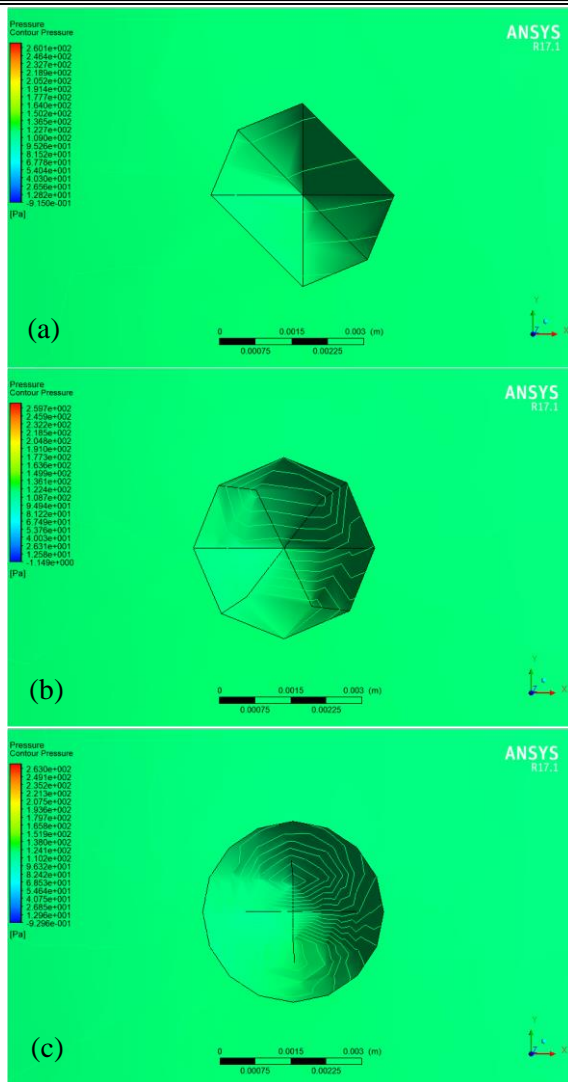 Pressure
Contour Pressure
2.601e+002
2.464e+002
2.327e+002
2.189e+002
2.052e+002
1.914e+002
1.777e+002
1.640e+002
1.502e+002
1.365e+002
1.227e+002
1.090e+002
9.526e+001
8.152e+001
6.778e+001
5.404e+001
4.030e+001
2.656e+001
1.282e+001
-9.150e-001
[Pa]
ANSYS
R17.1
(a)
0 0.0015 0.003 (m)
0.00075 0.00225
Y
Z X
Pressure
Contour Pressure
2.597e+002
2.459e+002
2.322e+002
2.185e+002
2.048e+002
1.910e+002
1.773e+002
1.636e+002
1.499e+002
1.361e+002
1.224e+002
1.087e+002
9.494e+001
8.122e+001
6.749e+001
5.376e+001
4.003e+001
2.631e+001
1.258e+001
-1.149e+000
[Pa]
ANSYS
R17.1
(b)
0 0.0015 0.003 (m)
0.00075 0.00225
Y
Z X
Pressure
Contour Pressure
2.630e+002
2.491e+002
2.352e+002
2.213e+002
2.075e+002
1.936e+002
1.797e+002
1.658e+002
1.519e+002
1.380e+002
1.241e+002
1.102e+002
9.632e+001
8.242e+001
6.853e+001
5.464e+001
4.075e+001
2.685e+001
1.296e+001
-9.296e-001
[Pa]
ANSYS
R17.1
(c)
0 0.0015 0.003 (m)
0.00075 0.00225
Y
Z X